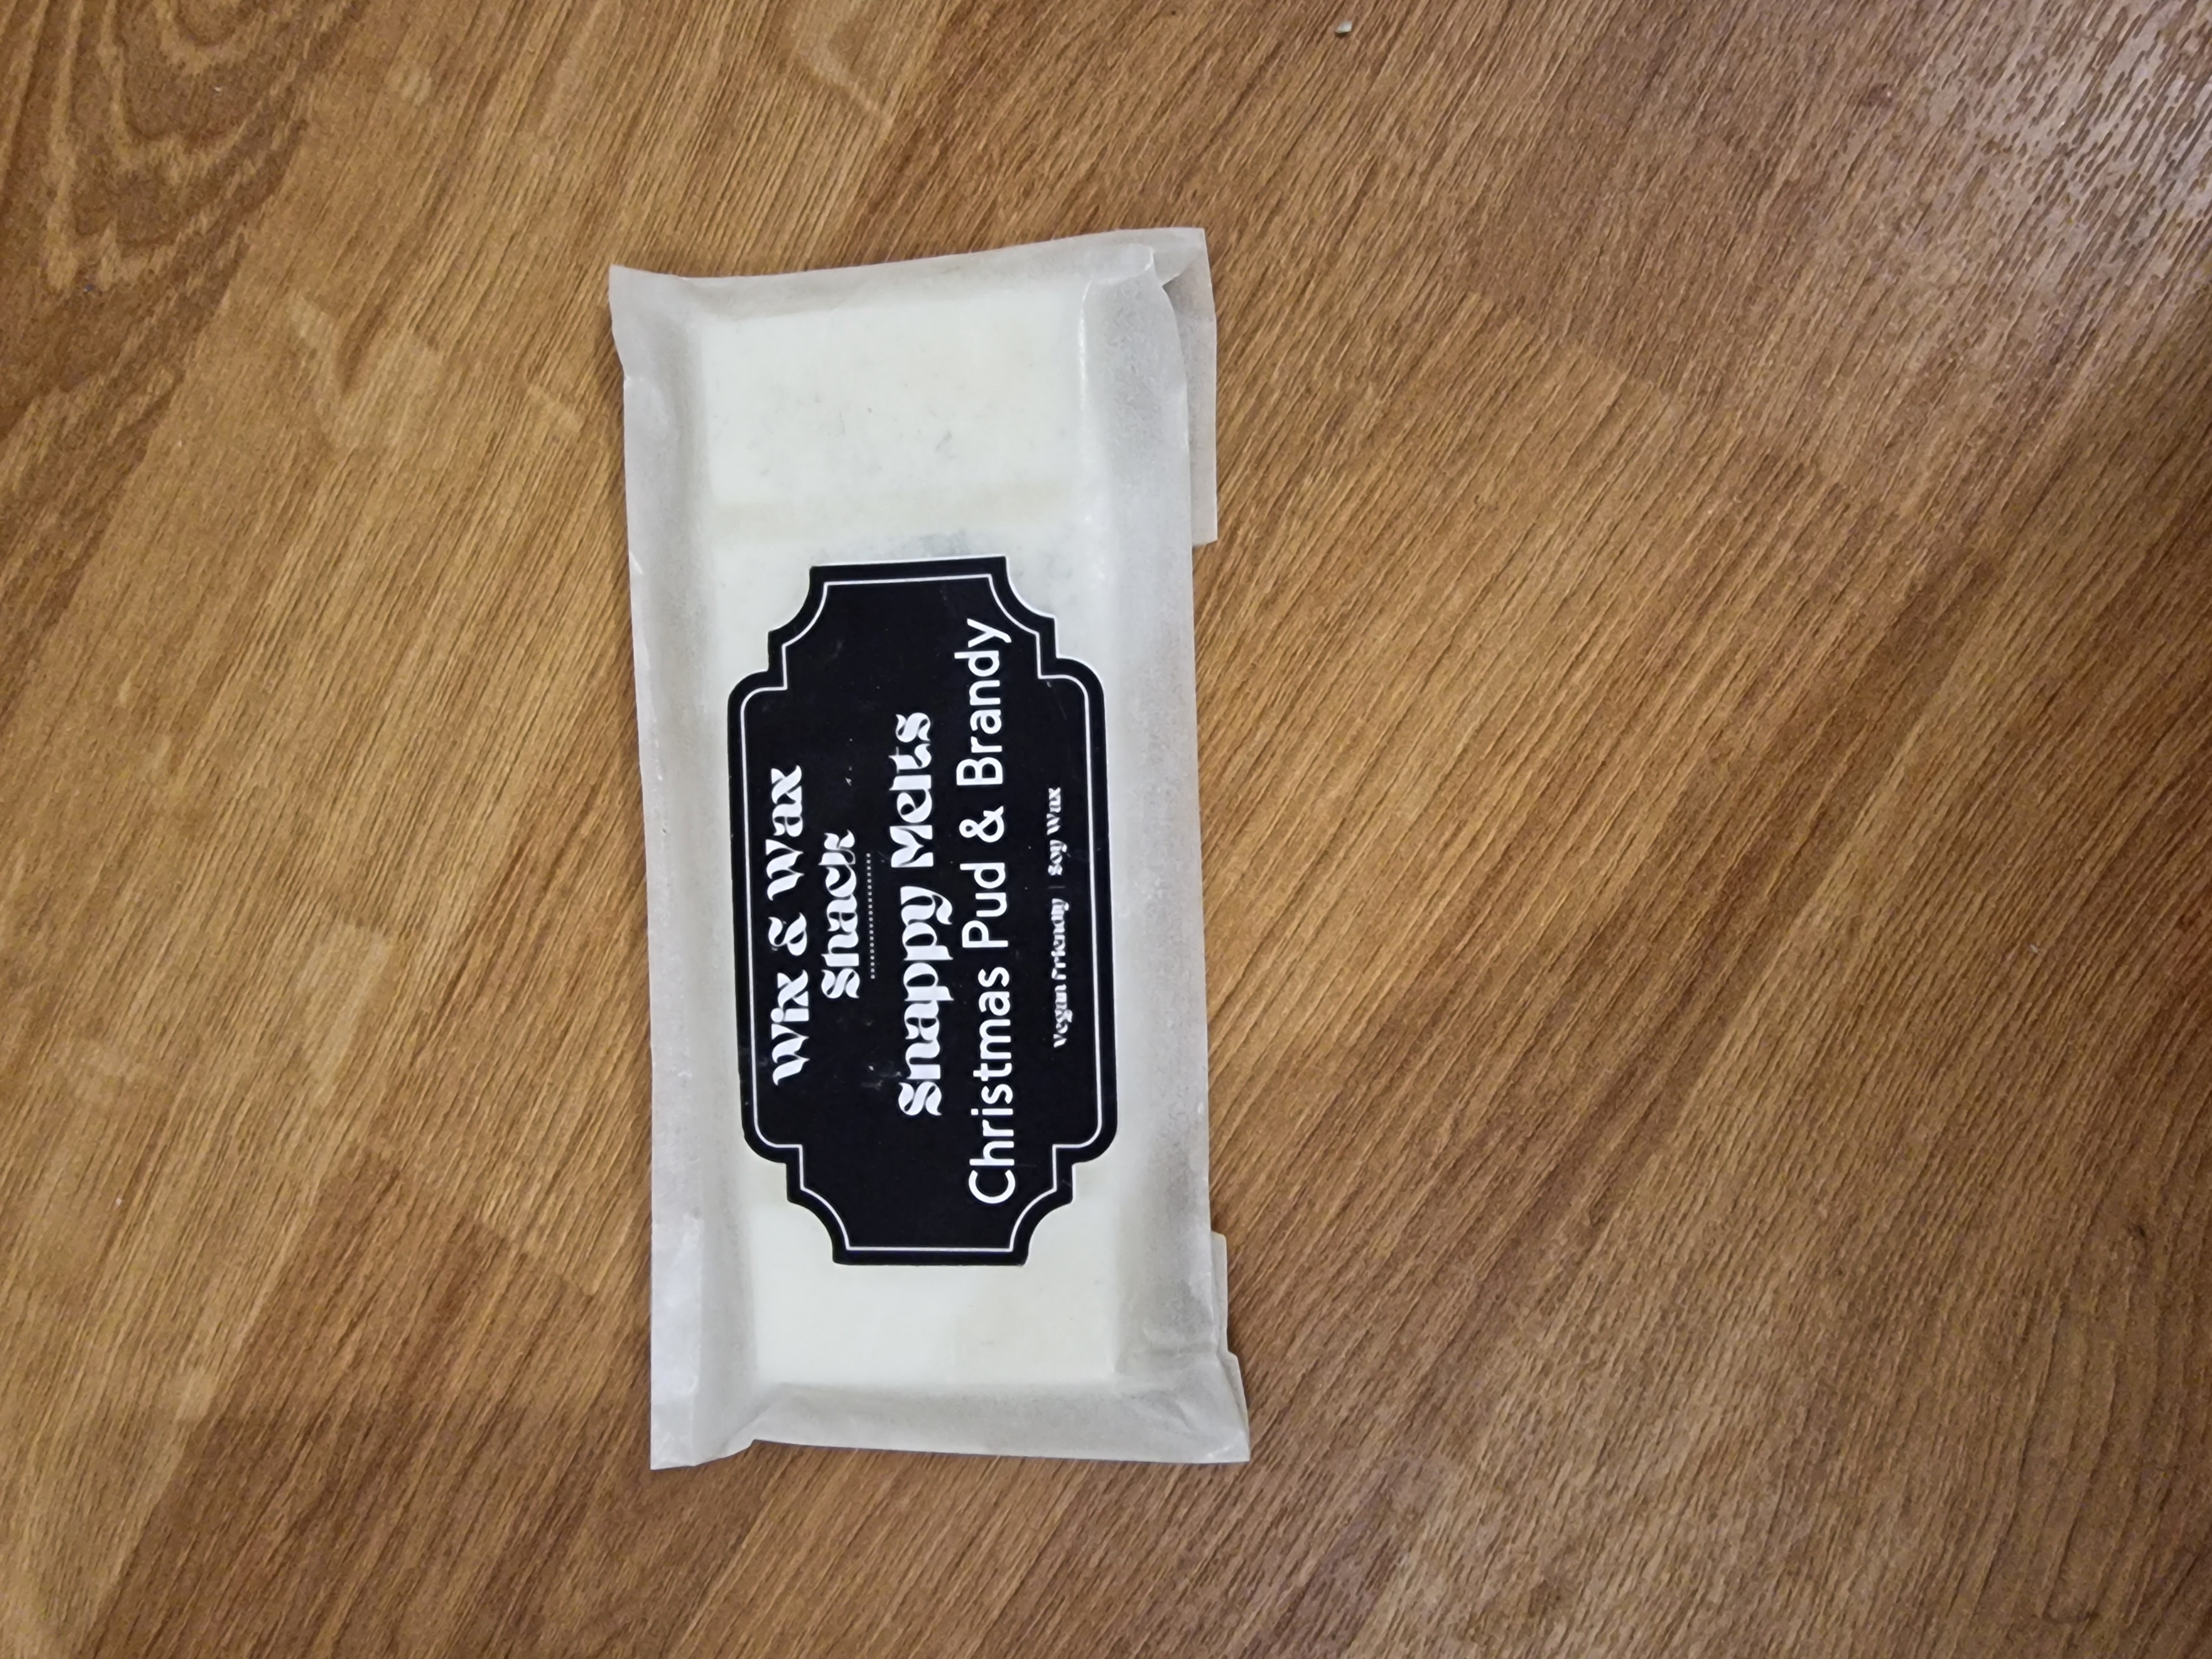 Wix & Wax
Shack
Snappy Melts
Christmas Pud & Brandy
Vegan Friendly | Soy Wax